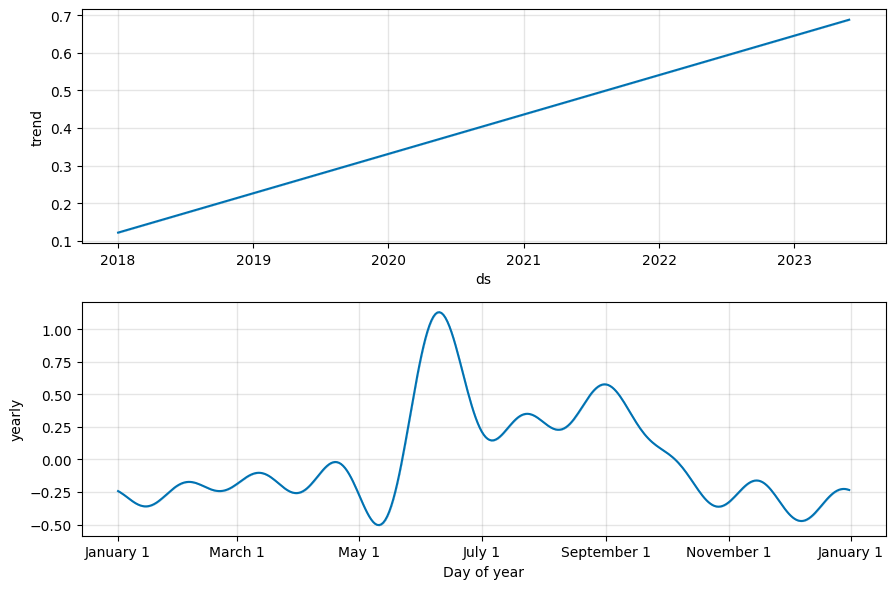 0.7
0.6
0.5
0.4
0.3
0.2
0.1
trend
2018 2019 2020 2021 2022 2023
ds
1.00
0.75
0.50
0.25
0.00
−0.25
−0.50
yearly
January 1 March 1 May 1 July 1 September 1 November 1 January 1
Day of year